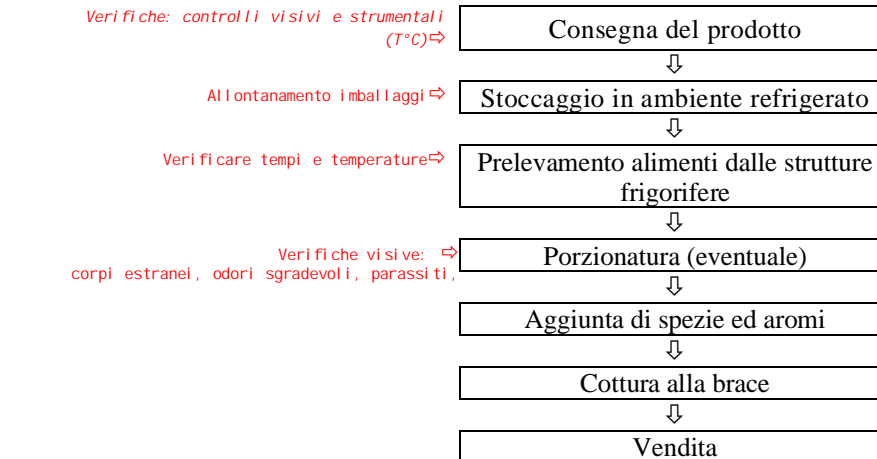 Verifiche: controlli visivi e strumentali
(T°C)⇨
Consegna del prodotto
⇩
Allontanamento imballaggi⇨
Stoccaggio in ambiente refrigerato
⇩
Verificare tempi e temperature⇨
Prelevamento alimenti dalle strutture
frigorifere
⇩
Verifiche visive: ⇨
corpi estranei, odori sgradevoli, parassiti,
Porzionatura (eventuale)
⇩
Aggiunta di spezie ed aromi
⇩
Cottura alla brace
⇩
Vendita